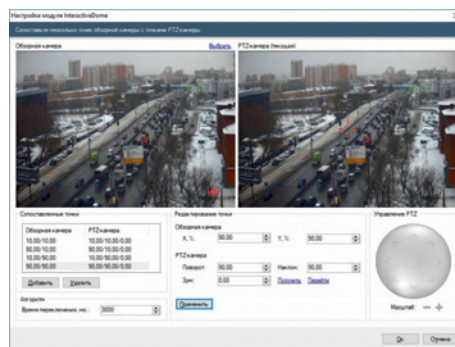 Настройка модуля InteractiveDome
Сопоставьте несколько точек обзорной камеры с точками PTZ-камеры.
Обзорная камера
Выбрать
PTZ-камера (текущая)
Сопоставленные точки
Обзорная камера PTZ-камера
10.00/10.00 10.00/10.00/0.00
90.00/10.00 90.00/10.00/0.00
10.00/90.00 10.00/90.00/0.00
90.00/90.00 90.00/90.00/0.00
Добавить Удалить
Алгоритм
Время переключения, мс.: 3000
Редактирование точки
Обзорная камера
X, %: 90.00 Y, %: 90.00
PTZ-камера
Поворот: 90.00 Наклон: 90.00
Зум: 0.00 Получить Перейти
Применить
Управление PTZ
Масштаб: − +
Ок Отмена